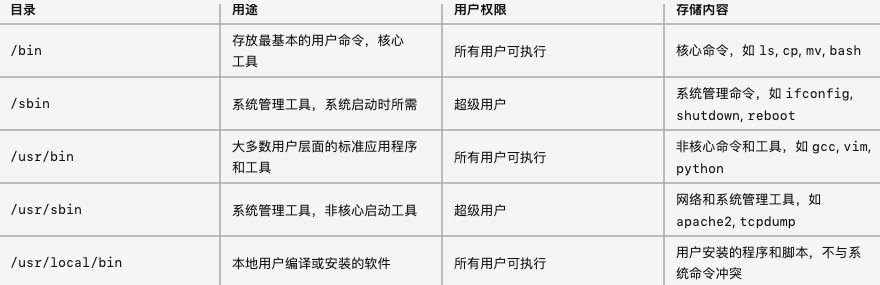 目录 用途 用户权限 存储内容
/bin 存放最基本的用户命令，核心工具 所有用户可执行 核心命令，如 ls, cp, mv, bash
/sbin 系统管理工具，系统启动时所需 超级用户 系统管理命令，如 ifconfig, shutdown, reboot
/usr/bin 大多数用户层面的标准应用程序和工具 所有用户可执行 非核心命令和工具，如 gcc, vim, python
/usr/sbin 系统管理工具，非核心启动工具 超级用户 网络和系统管理工具，如 apache2, tcpdump
/usr/local/bin 本地用户编译或安装的软件 所有用户可执行 用户安装的程序和脚本，不与系统命令冲突